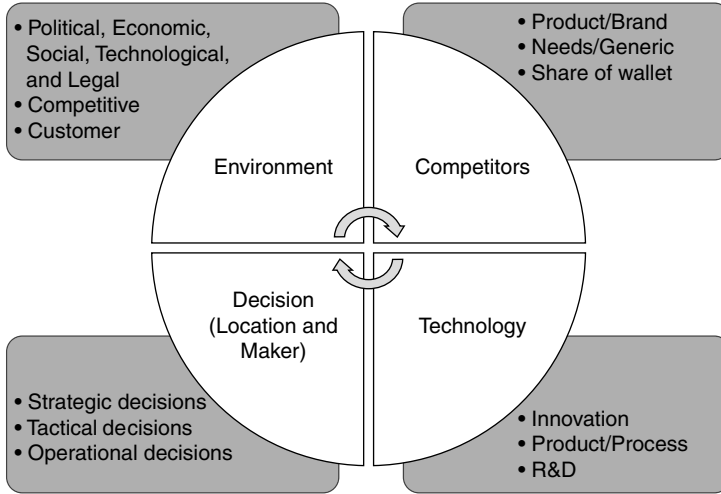 • Political, Economic,
Social, Technological,
and Legal
• Competitive
• Customer
• Product/Brand
• Needs/Generic
• Share of wallet
Environment
Competitors
Decision
(Location and
Maker)
Technology
• Strategic decisions
• Tactical decisions
• Operational decisions
• Innovation
• Product/Process
• R&D